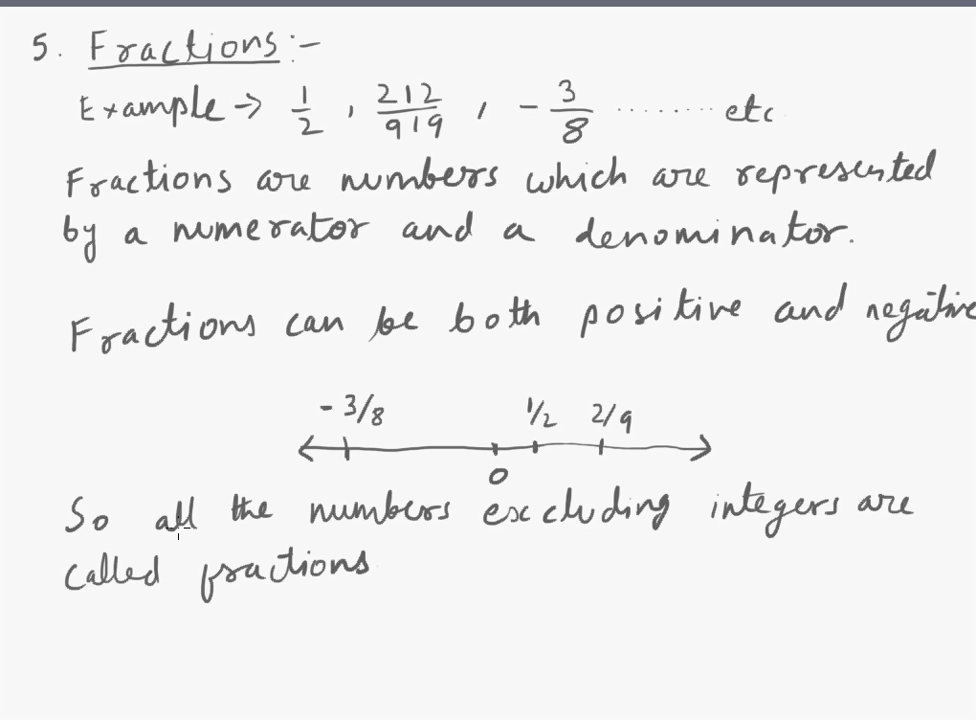 5. Fractions:-
Example → 1/2, 212/919, -3/8 ........ etc
Fractions are numbers which are represented
by a numerator and a denominator.
Fractions can be both positive and negative
- 3/8 0 1/2 2/9
So all the numbers excluding integers are
called fractions